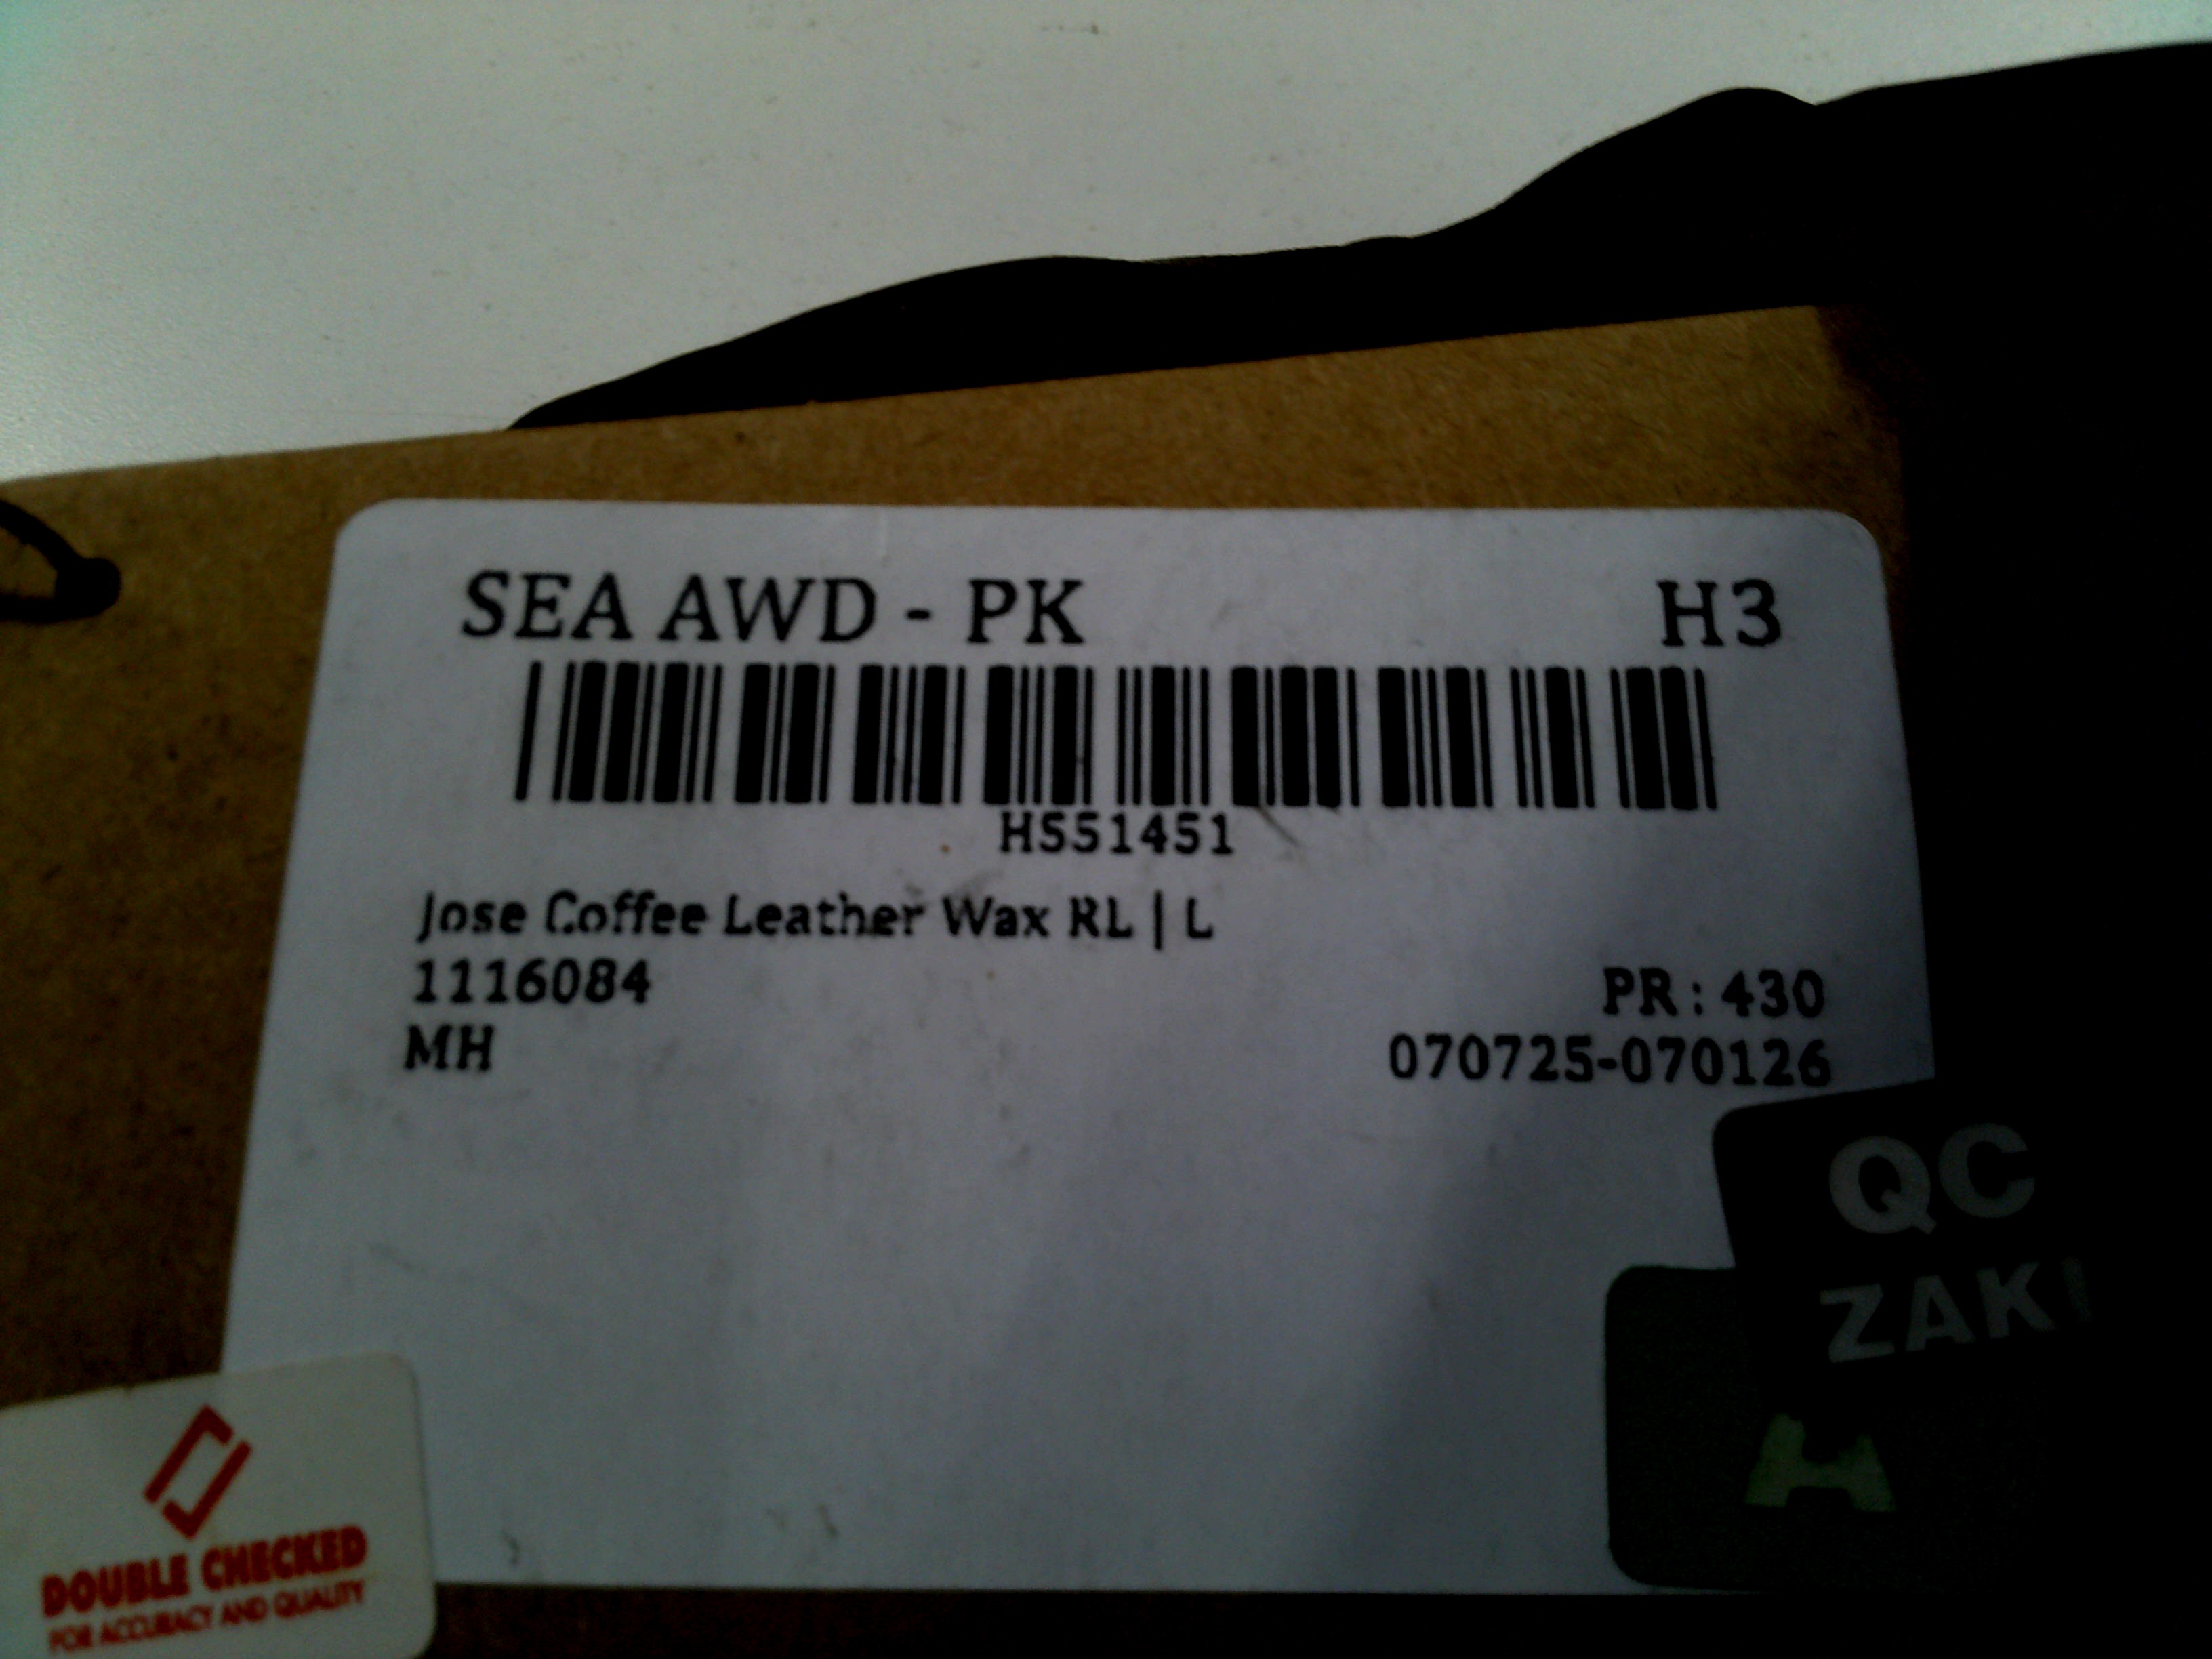 SEA AWD - PK H3
HS51451
Jose Coffee Leather Wax RL | L
1116084 PR : 430
MH 070725-070126
QC
ZAKI
H
DOUBLE CHECKED
FOR ACCURACY AND QUALITY